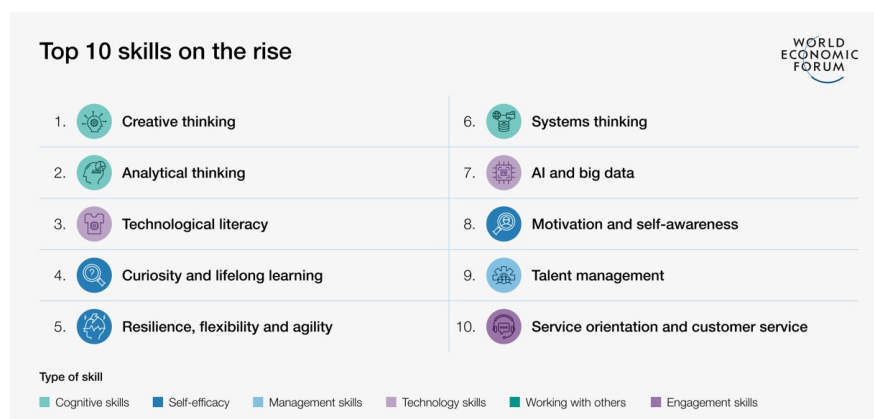 Top 10 skills on the rise
WORLD
ECONOMIC
FORUM
1. Creative thinking
2. Analytical thinking
3. Technological literacy
4. Curiosity and lifelong learning
5. Resilience, flexibility and agility
6. Systems thinking
7. AI and big data
8. Motivation and self-awareness
9. Talent management
10. Service orientation and customer service
Type of skill
Cognitive skills Self-efficacy Management skills Technology skills Working with others Engagement skills